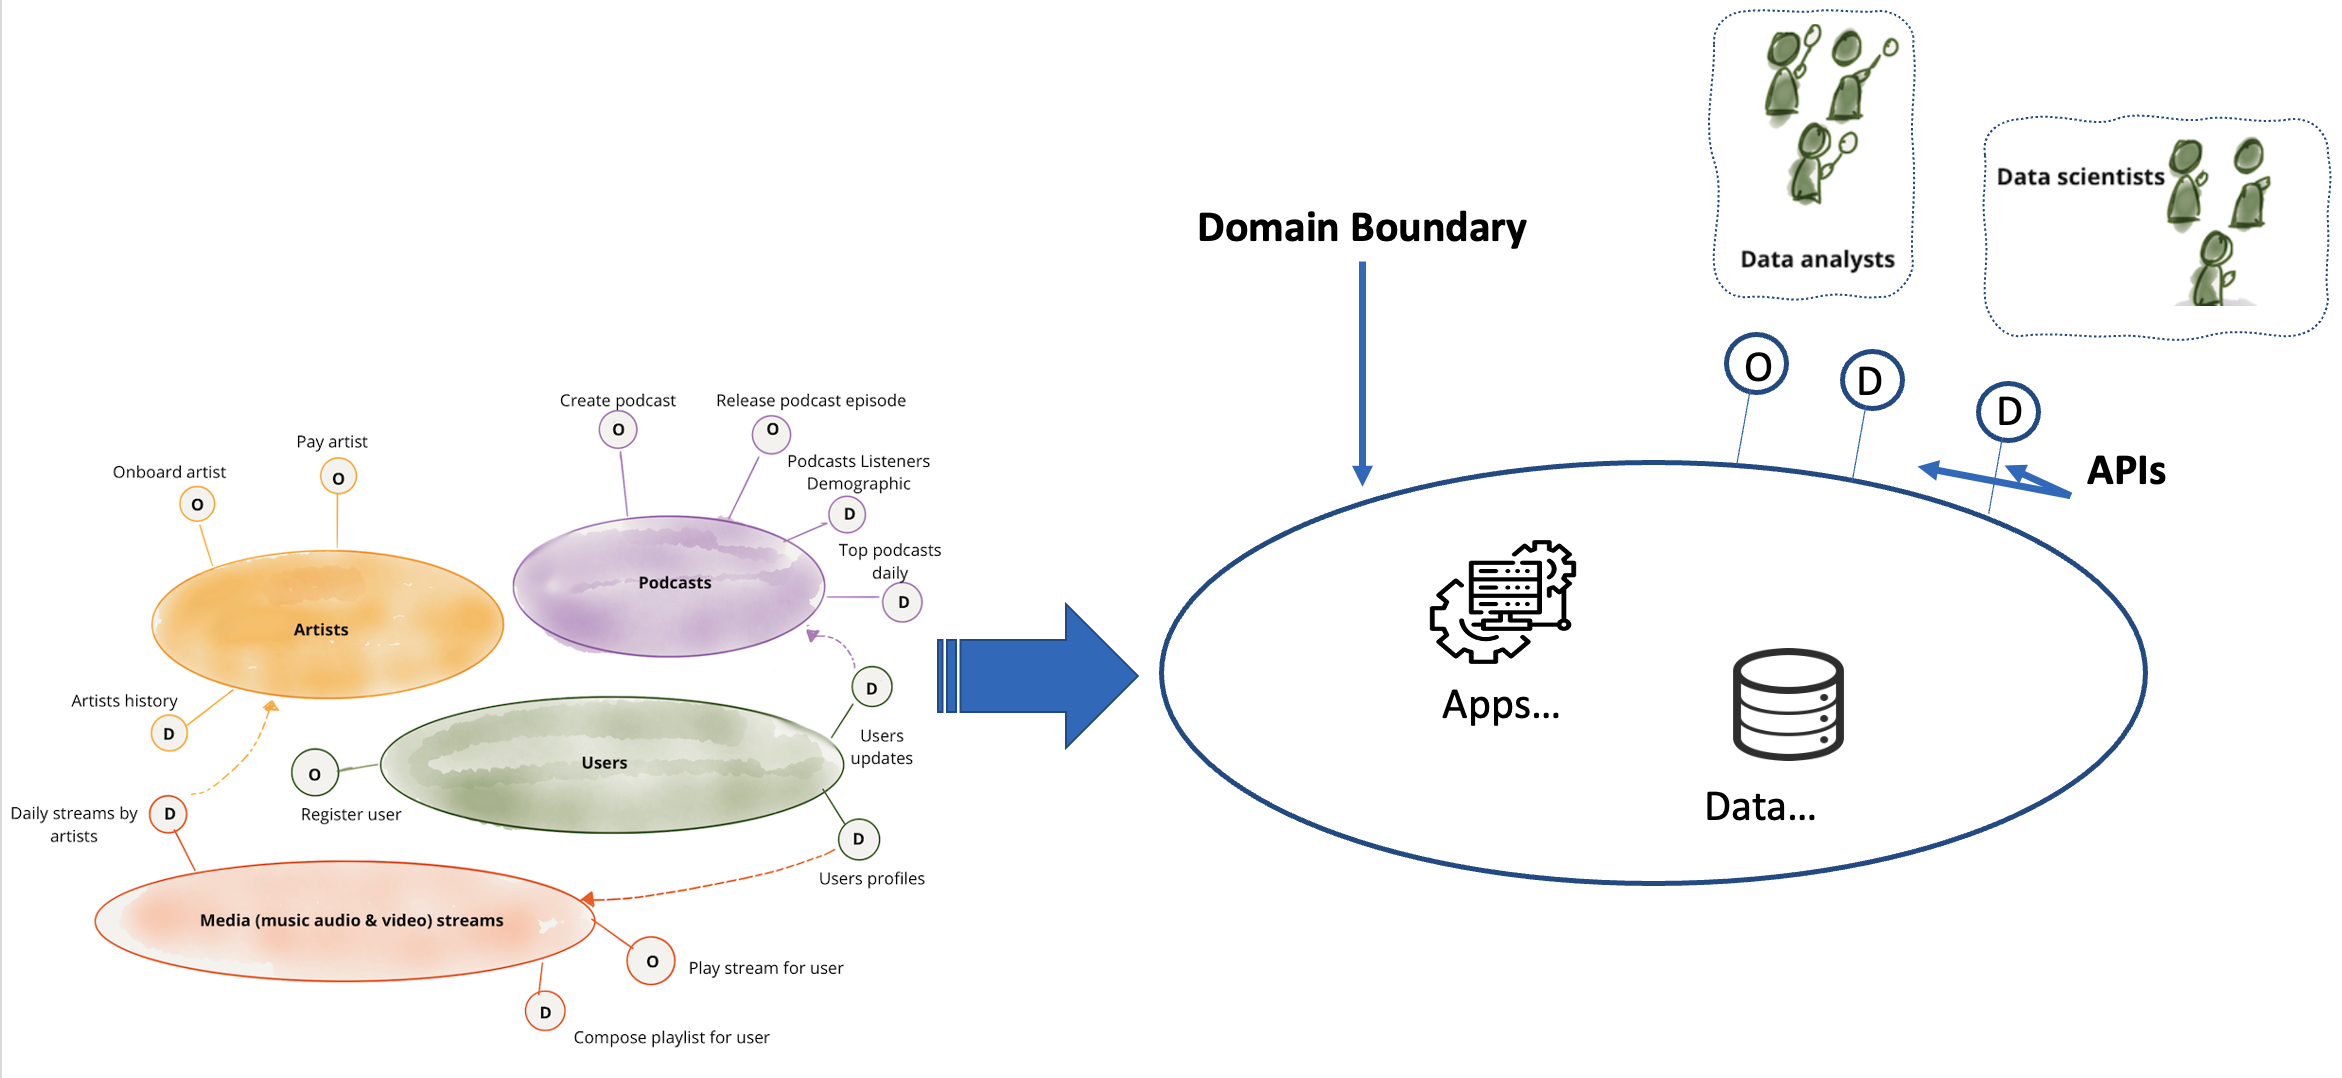 Data analysts
Data scientists
Domain Boundary
O
D
D
APIs
Apps...
Data...
Create podcast
O
Release podcast episode
O
Podcasts Listeners
Demographic
D
Top podcasts
daily
D
Podcasts
Pay artist
O
Onboard artist
O
Artists
Artists history
D
D
Users
updates
Users
O
Register user
D
Users profiles
Daily streams by
artists
D
Media (music audio & video) streams
O
Play stream for user
D
Compose playlist for user